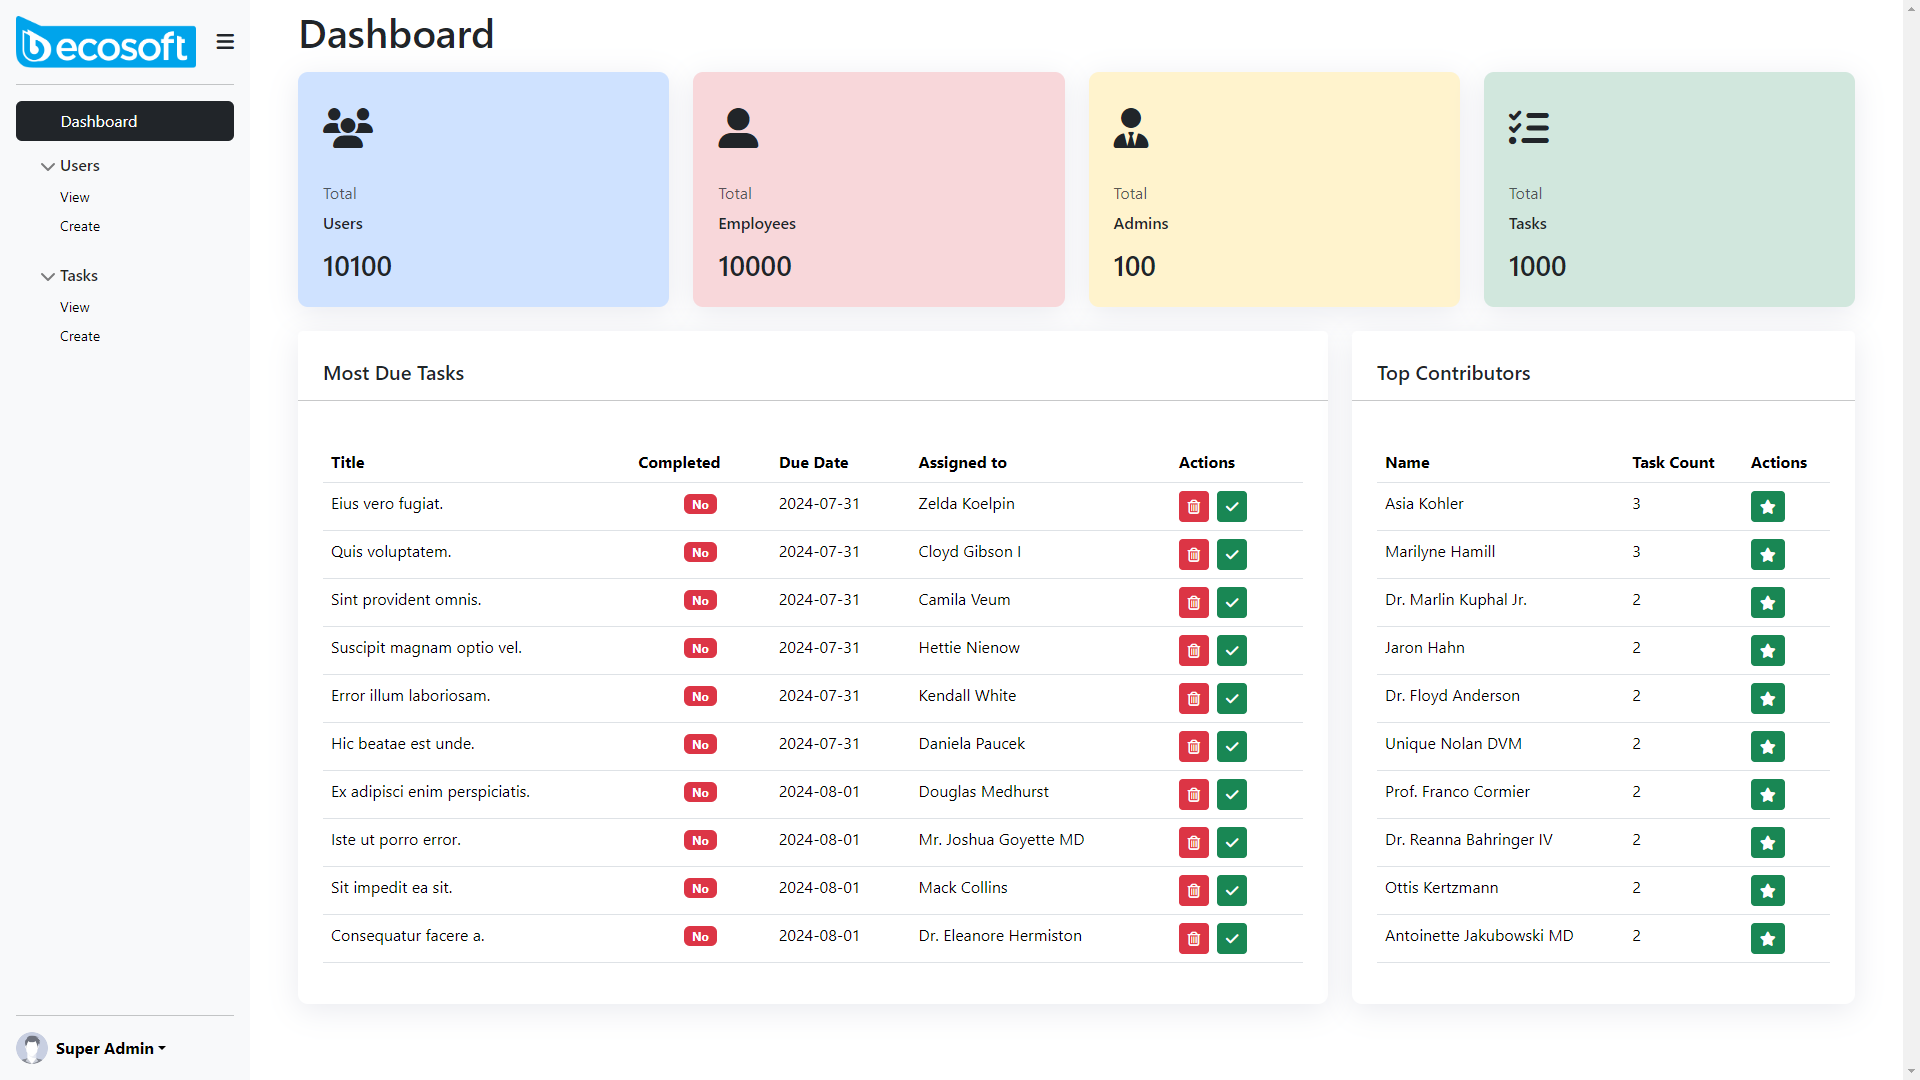 ecosoft
Dashboard
Users
View
Create
Tasks
View
Create
Super Admin
Dashboard
Total
Users
10100
Total
Employees
10000
Total
Admins
100
Total
Tasks
1000
Most Due Tasks
Title Completed Due Date Assigned to Actions
Eius vero fugiat. No 2024-07-31 Zelda Koelpin
Quis voluptatem. No 2024-07-31 Cloyd Gibson I
Sint provident omnis. No 2024-07-31 Camila Veum
Suscipit magnam optio vel. No 2024-07-31 Hettie Nienow
Error illum laboriosam. No 2024-07-31 Kendall White
Hic beatae est unde. No 2024-07-31 Daniela Paucek
Ex adipisci enim perspiciatis. No 2024-08-01 Douglas Medhurst
Iste ut porro error. No 2024-08-01 Mr. Joshua Goyette MD
Sit impedit ea sit. No 2024-08-01 Mack Collins
Consequatur facere a. No 2024-08-01 Dr. Eleanore Hermiston
Top Contributors
Name Task Count Actions
Asia Kohler 3
Marilyne Hamill 3
Dr. Marlin Kuphal Jr. 2
Jaron Hahn 2
Dr. Floyd Anderson 2
Unique Nolan DVM 2
Prof. Franco Cormier 2
Dr. Reanna Bahringer IV 2
Ottis Kertzmann 2
Antoinette Jakubowski MD 2